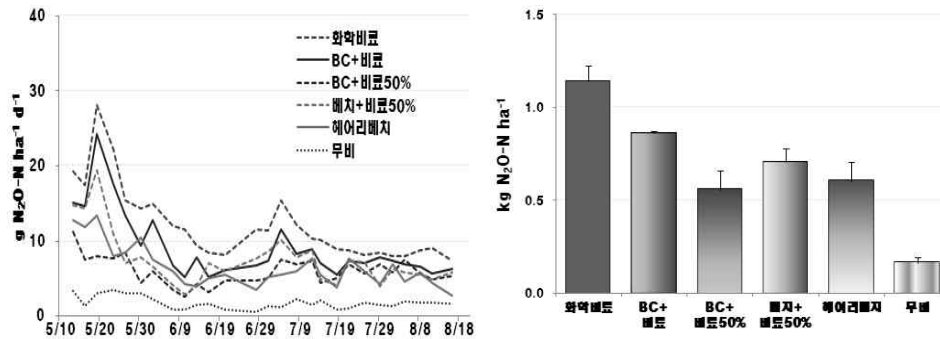 40
30
20
10
0
g N₂O-N ha⁻¹ d⁻¹
화학비료
BC+비료
BC+비료50%
베치+비료50%
헤어리베치
무비
5/10 5/20 5/30 6/9 6/19 6/29 7/9 7/19 7/29 8/8 8/18
1.5
1.0
0.5
0.0
kg N₂O-N ha⁻¹
화학비료 BC+ BC+ 베치+ 헤어리베치 무비
비료 비료50% 비료50%